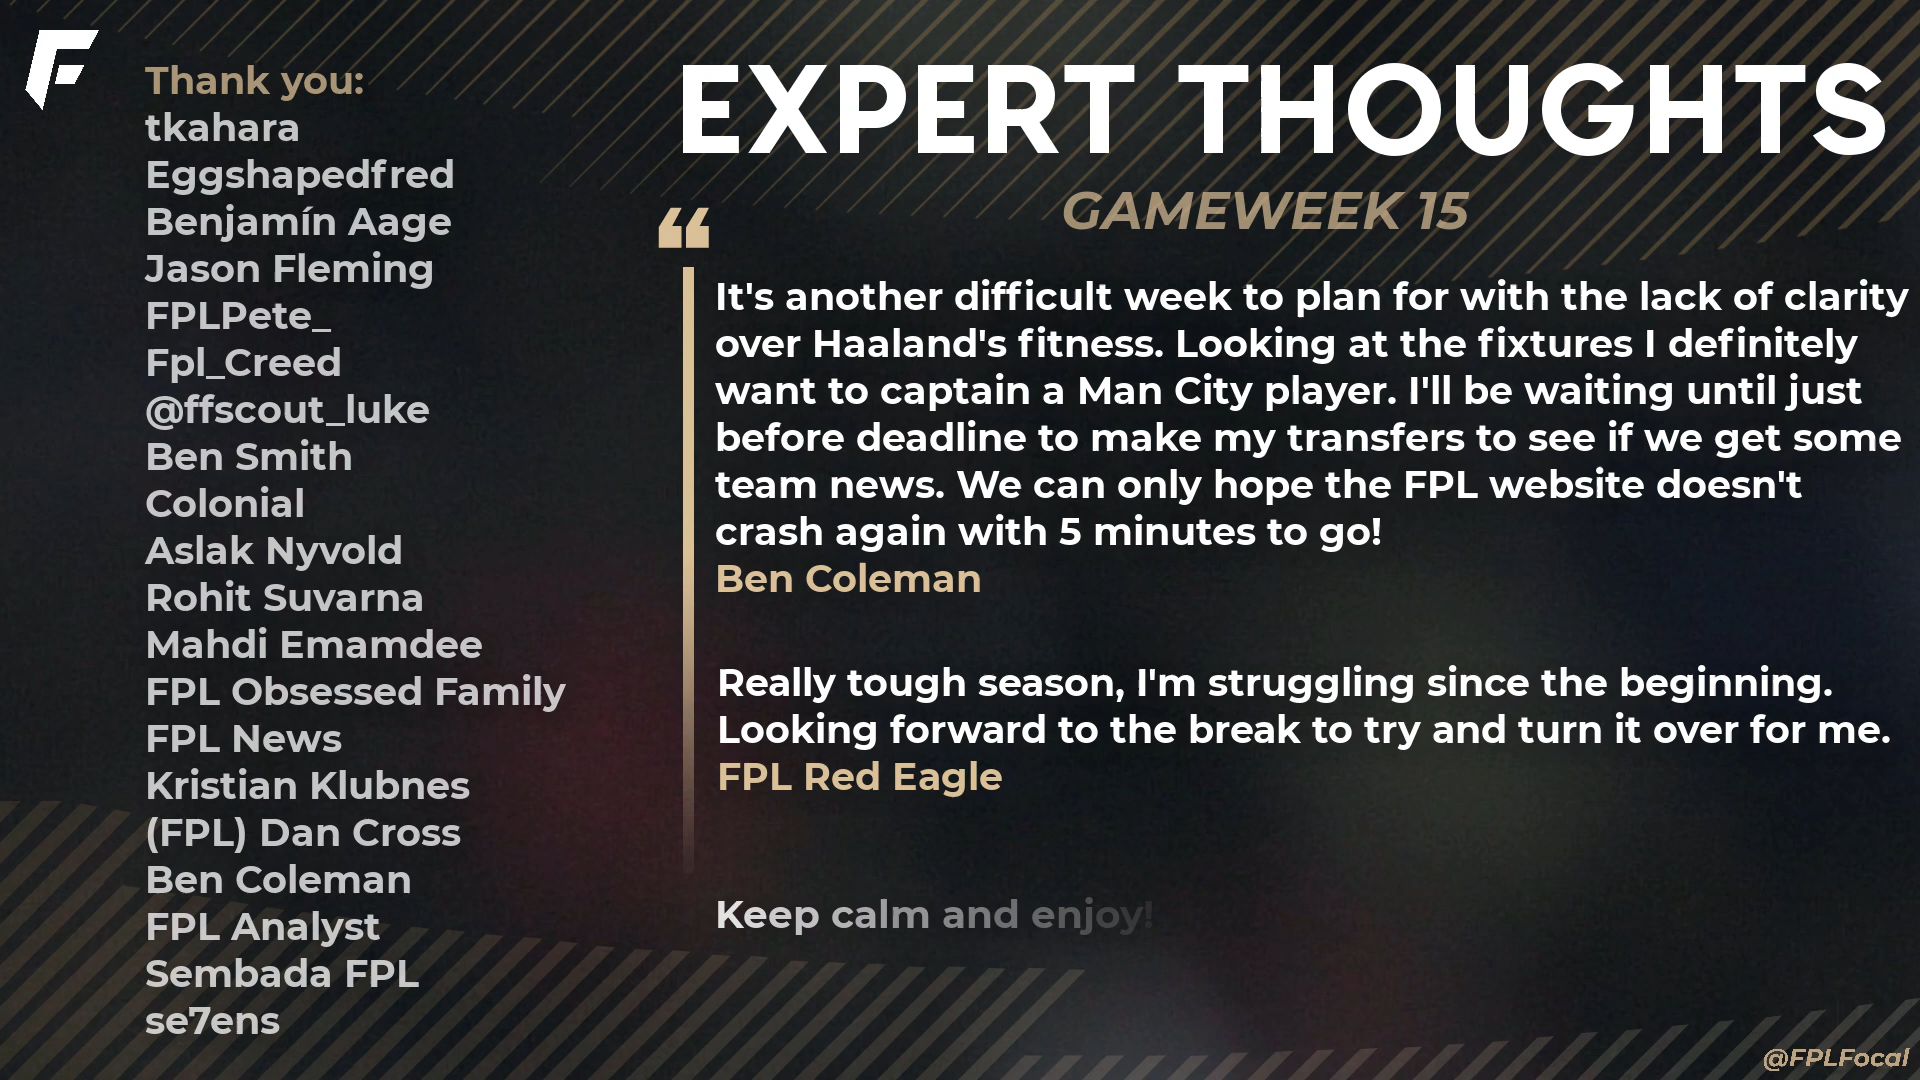 Thank you:
tkahara
Eggshapedfred
Benjamín Aage
Jason Fleming
FPLPete_
Fpl_Creed
@ffscout_luke
Ben Smith
Colonial
Aslak Nyvold
Rohit Suvarna
Mahdi Emamdee
FPL Obsessed Family
FPL News
Kristian Klubnes
(FPL) Dan Cross
Ben Coleman
FPL Analyst
Sembada FPL
se7ens
EXPERT THOUGHTS
GAMEWEEK 15
“
It's another difficult week to plan for with the lack of clarity
over Haaland's fitness. Looking at the fixtures I definitely
want to captain a Man City player. I'll be waiting until just
before deadline to make my transfers to see if we get some
team news. We can only hope the FPL website doesn't
crash again with 5 minutes to go!
Ben Coleman
Really tough season, I'm struggling since the beginning.
Looking forward to the break to try and turn it over for me.
FPL Red Eagle
Keep calm and enjoy!
@FPLFocal